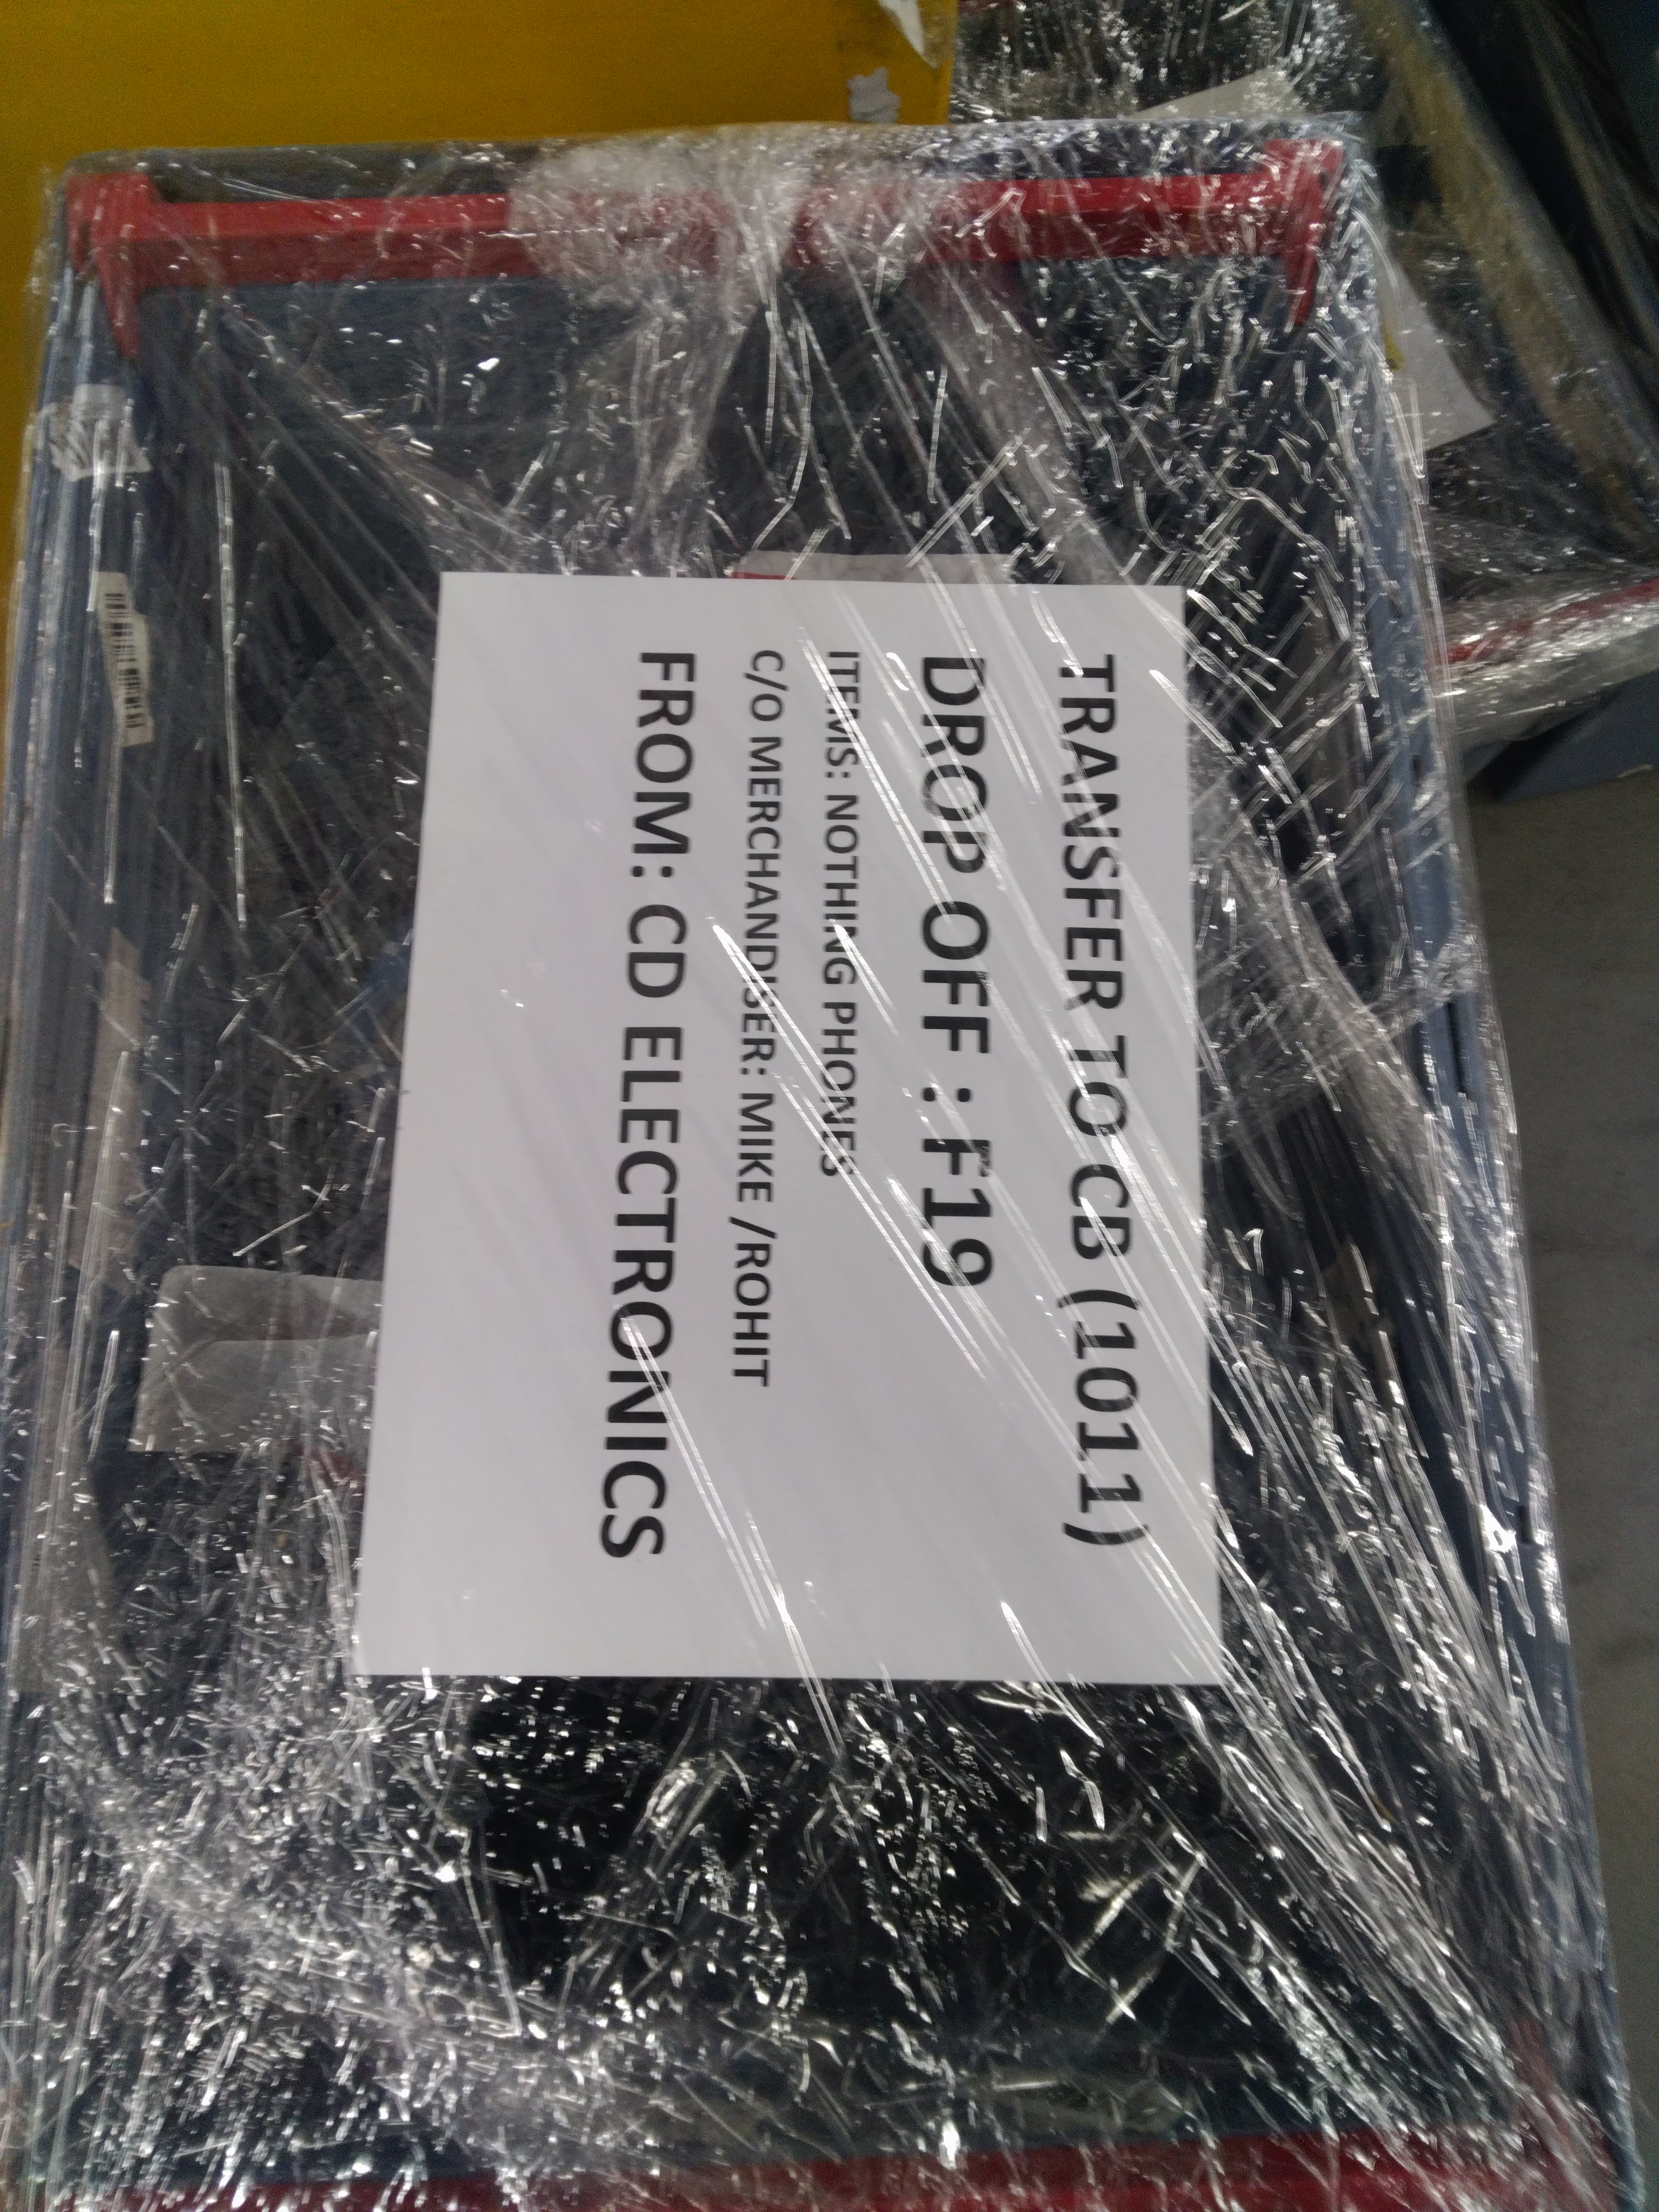 TRANSFER TO CB (1011)
DROP OFF : F19
ITEMS: NOTHING PHONES
C/O MERCHANDISER: MIKE /ROHIT
FROM: CD ELECTRONICS